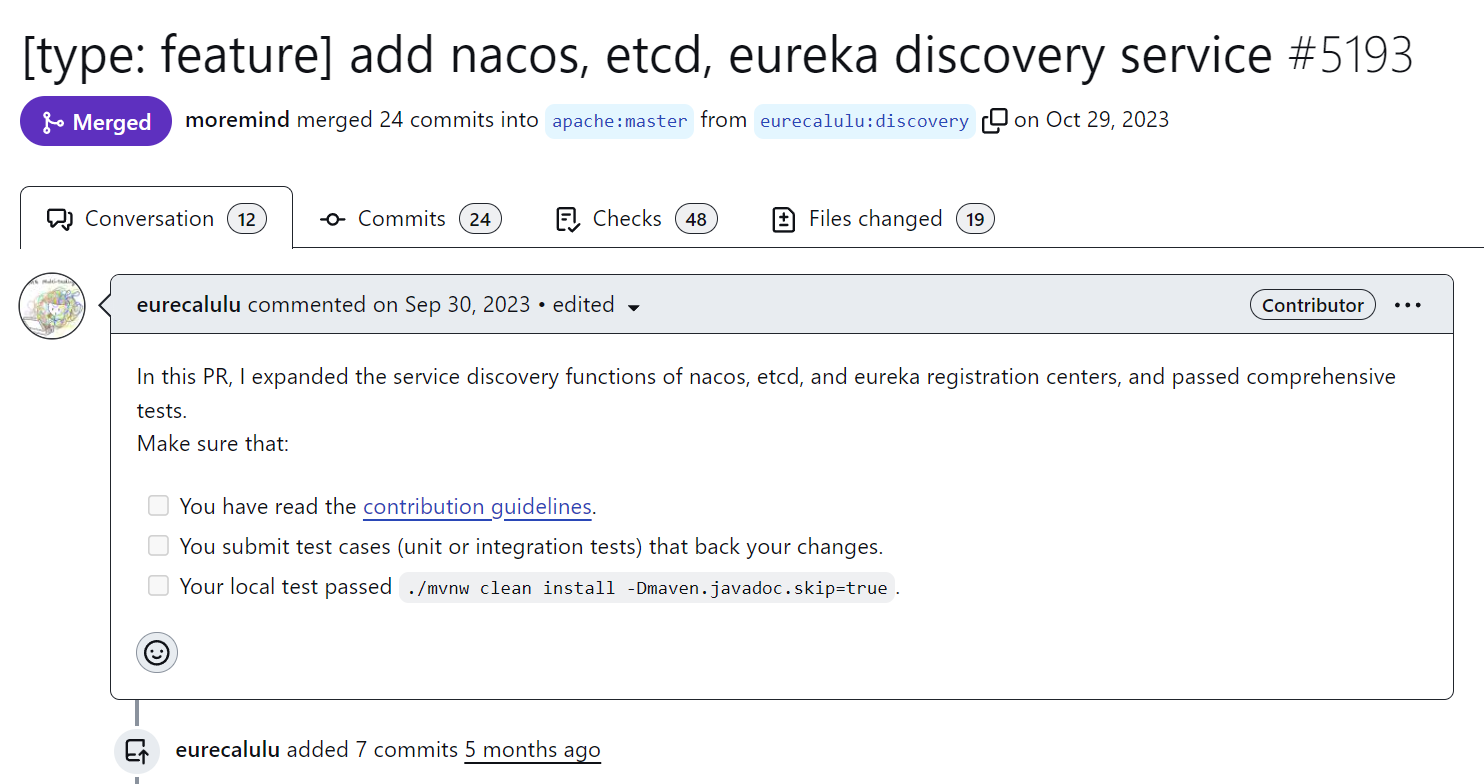 [type: feature] add nacos, etcd, eureka discovery service #5193
Merged moremind merged 24 commits into apache:master from eurecalulu:discovery on Oct 29, 2023
Conversation 12 Commits 24 Checks 48 Files changed 19
eurecalulu commented on Sep 30, 2023 • edited Contributor
In this PR, I expanded the service discovery functions of nacos, etcd, and eureka registration centers, and passed comprehensive
tests.
Make sure that:
You have read the contribution guidelines.
You submit test cases (unit or integration tests) that back your changes.
Your local test passed ./mvnw clean install -Dmaven.javadoc.skip=true.
eurecalulu added 7 commits 5 months ago